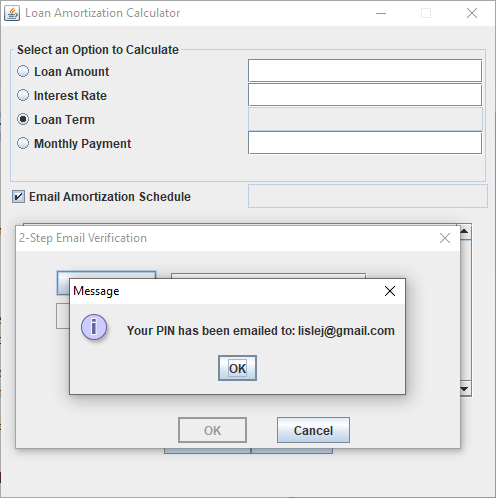 Loan Amortization Calculator
Select an Option to Calculate
Loan Amount
Interest Rate
Loan Term
Monthly Payment
Email Amortization Schedule
2-Step Email Verification
Message
Your PIN has been emailed to: lislej@gmail.com
OK
OK
Cancel